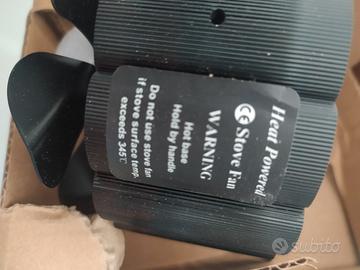 Heat Powered
CE Stove Fan
WARNING
Hot base
Hold by handle
Do not use stove fan
if stove surface temp.
exceeds 345℃
subito